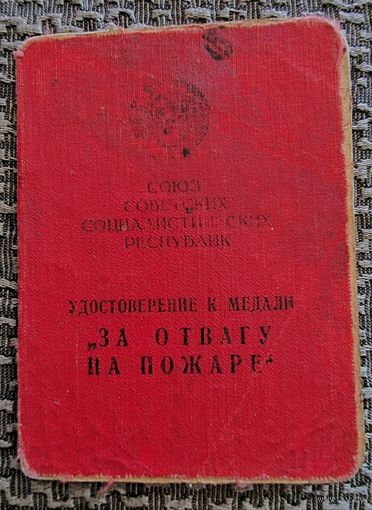 СОЮЗ
СОВЕТСКИХ
СОЦИАЛИСТИЧЕСКИХ
РЕСПУБЛИК
УДОСТОВЕРЕНИЕ К МЕДАЛИ
„ЗА ОТВАГУ
НА ПОЖАРЕ“